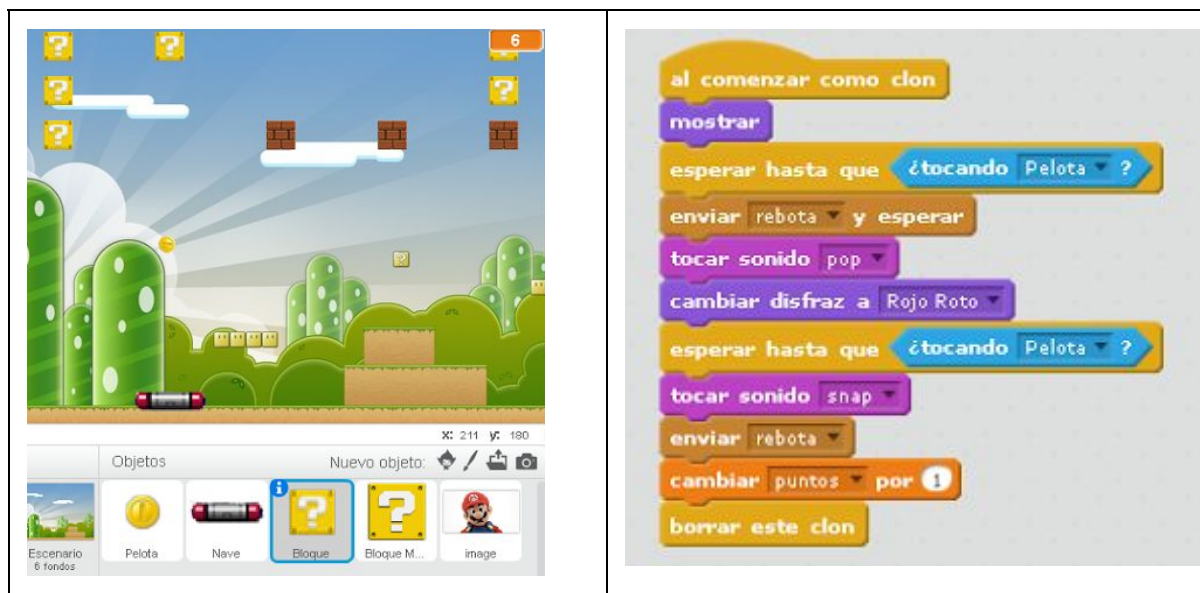 6
x: 211 y: 180
Objetos Nuevo objeto:
Escenario
6 fondos
Pelota
Nave
Bloque
Bloque M...
image
al comenzar como clon
mostrar
esperar hasta que ¿tocando Pelota ?
enviar rebota y esperar
tocar sonido pop
cambiar disfraz a Rojo Roto
esperar hasta que ¿tocando Pelota ?
tocar sonido snap
enviar rebota
cambiar puntos por 1
borrar este clon